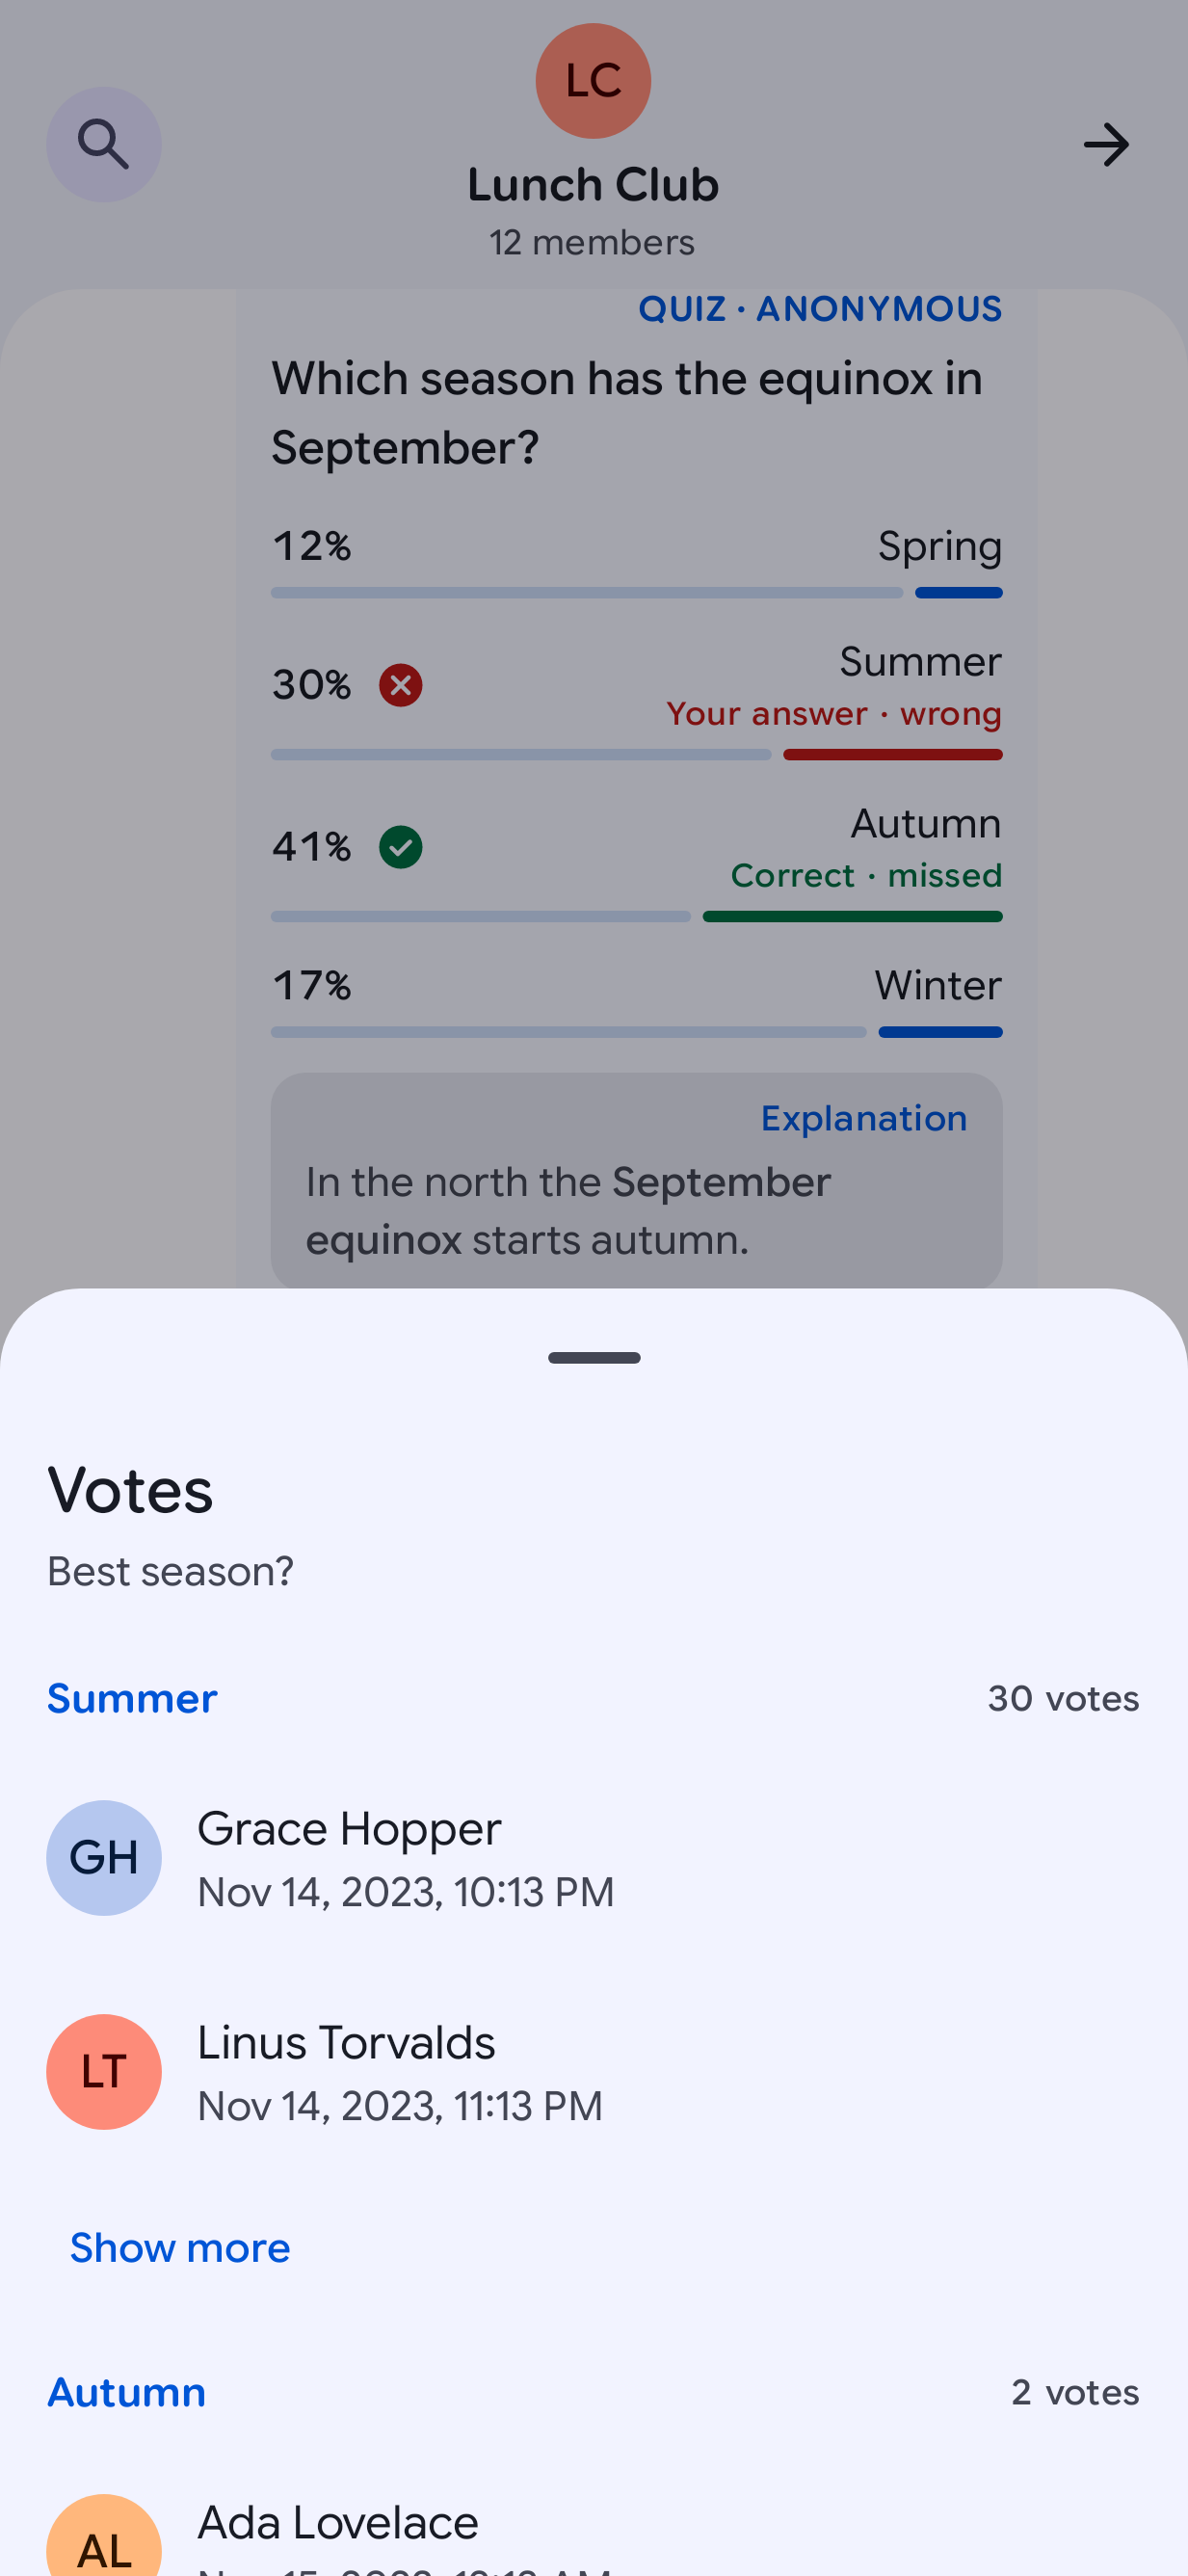 LC
Lunch Club
12 members
QUIZ · ANONYMOUS
Which season has the equinox in
September?
12% Spring
30% Summer
Your answer · wrong
41% Autumn
Correct · missed
17% Winter
Explanation
In the north the September
equinox starts autumn.
Votes
Best season?
Summer 30 votes
GH Grace Hopper
Nov 14, 2023, 10:13 PM
LT Linus Torvalds
Nov 14, 2023, 11:13 PM
Show more
Autumn 2 votes
AL Ada Lovelace